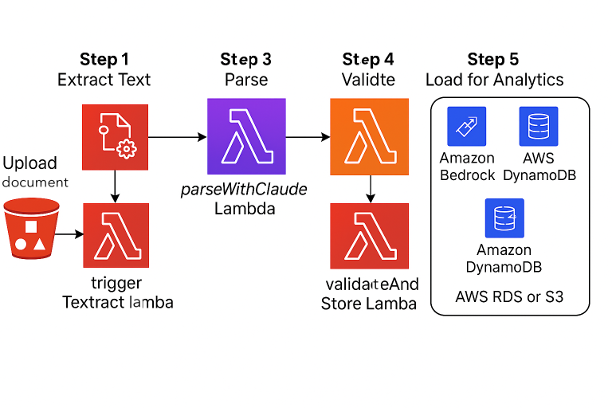 Step 1
Extract Text
Step 3
Parse
Step 4
Validte
Step 5
Load for Analytics
Upload
document
trigger
Textract lamba
parseWithClaude
Lambda
validateAnd
Store Lamba
Amazon
Bedrock
AWS
DynamoDB
Amazon
DynamoDB
AWS RDS or S3